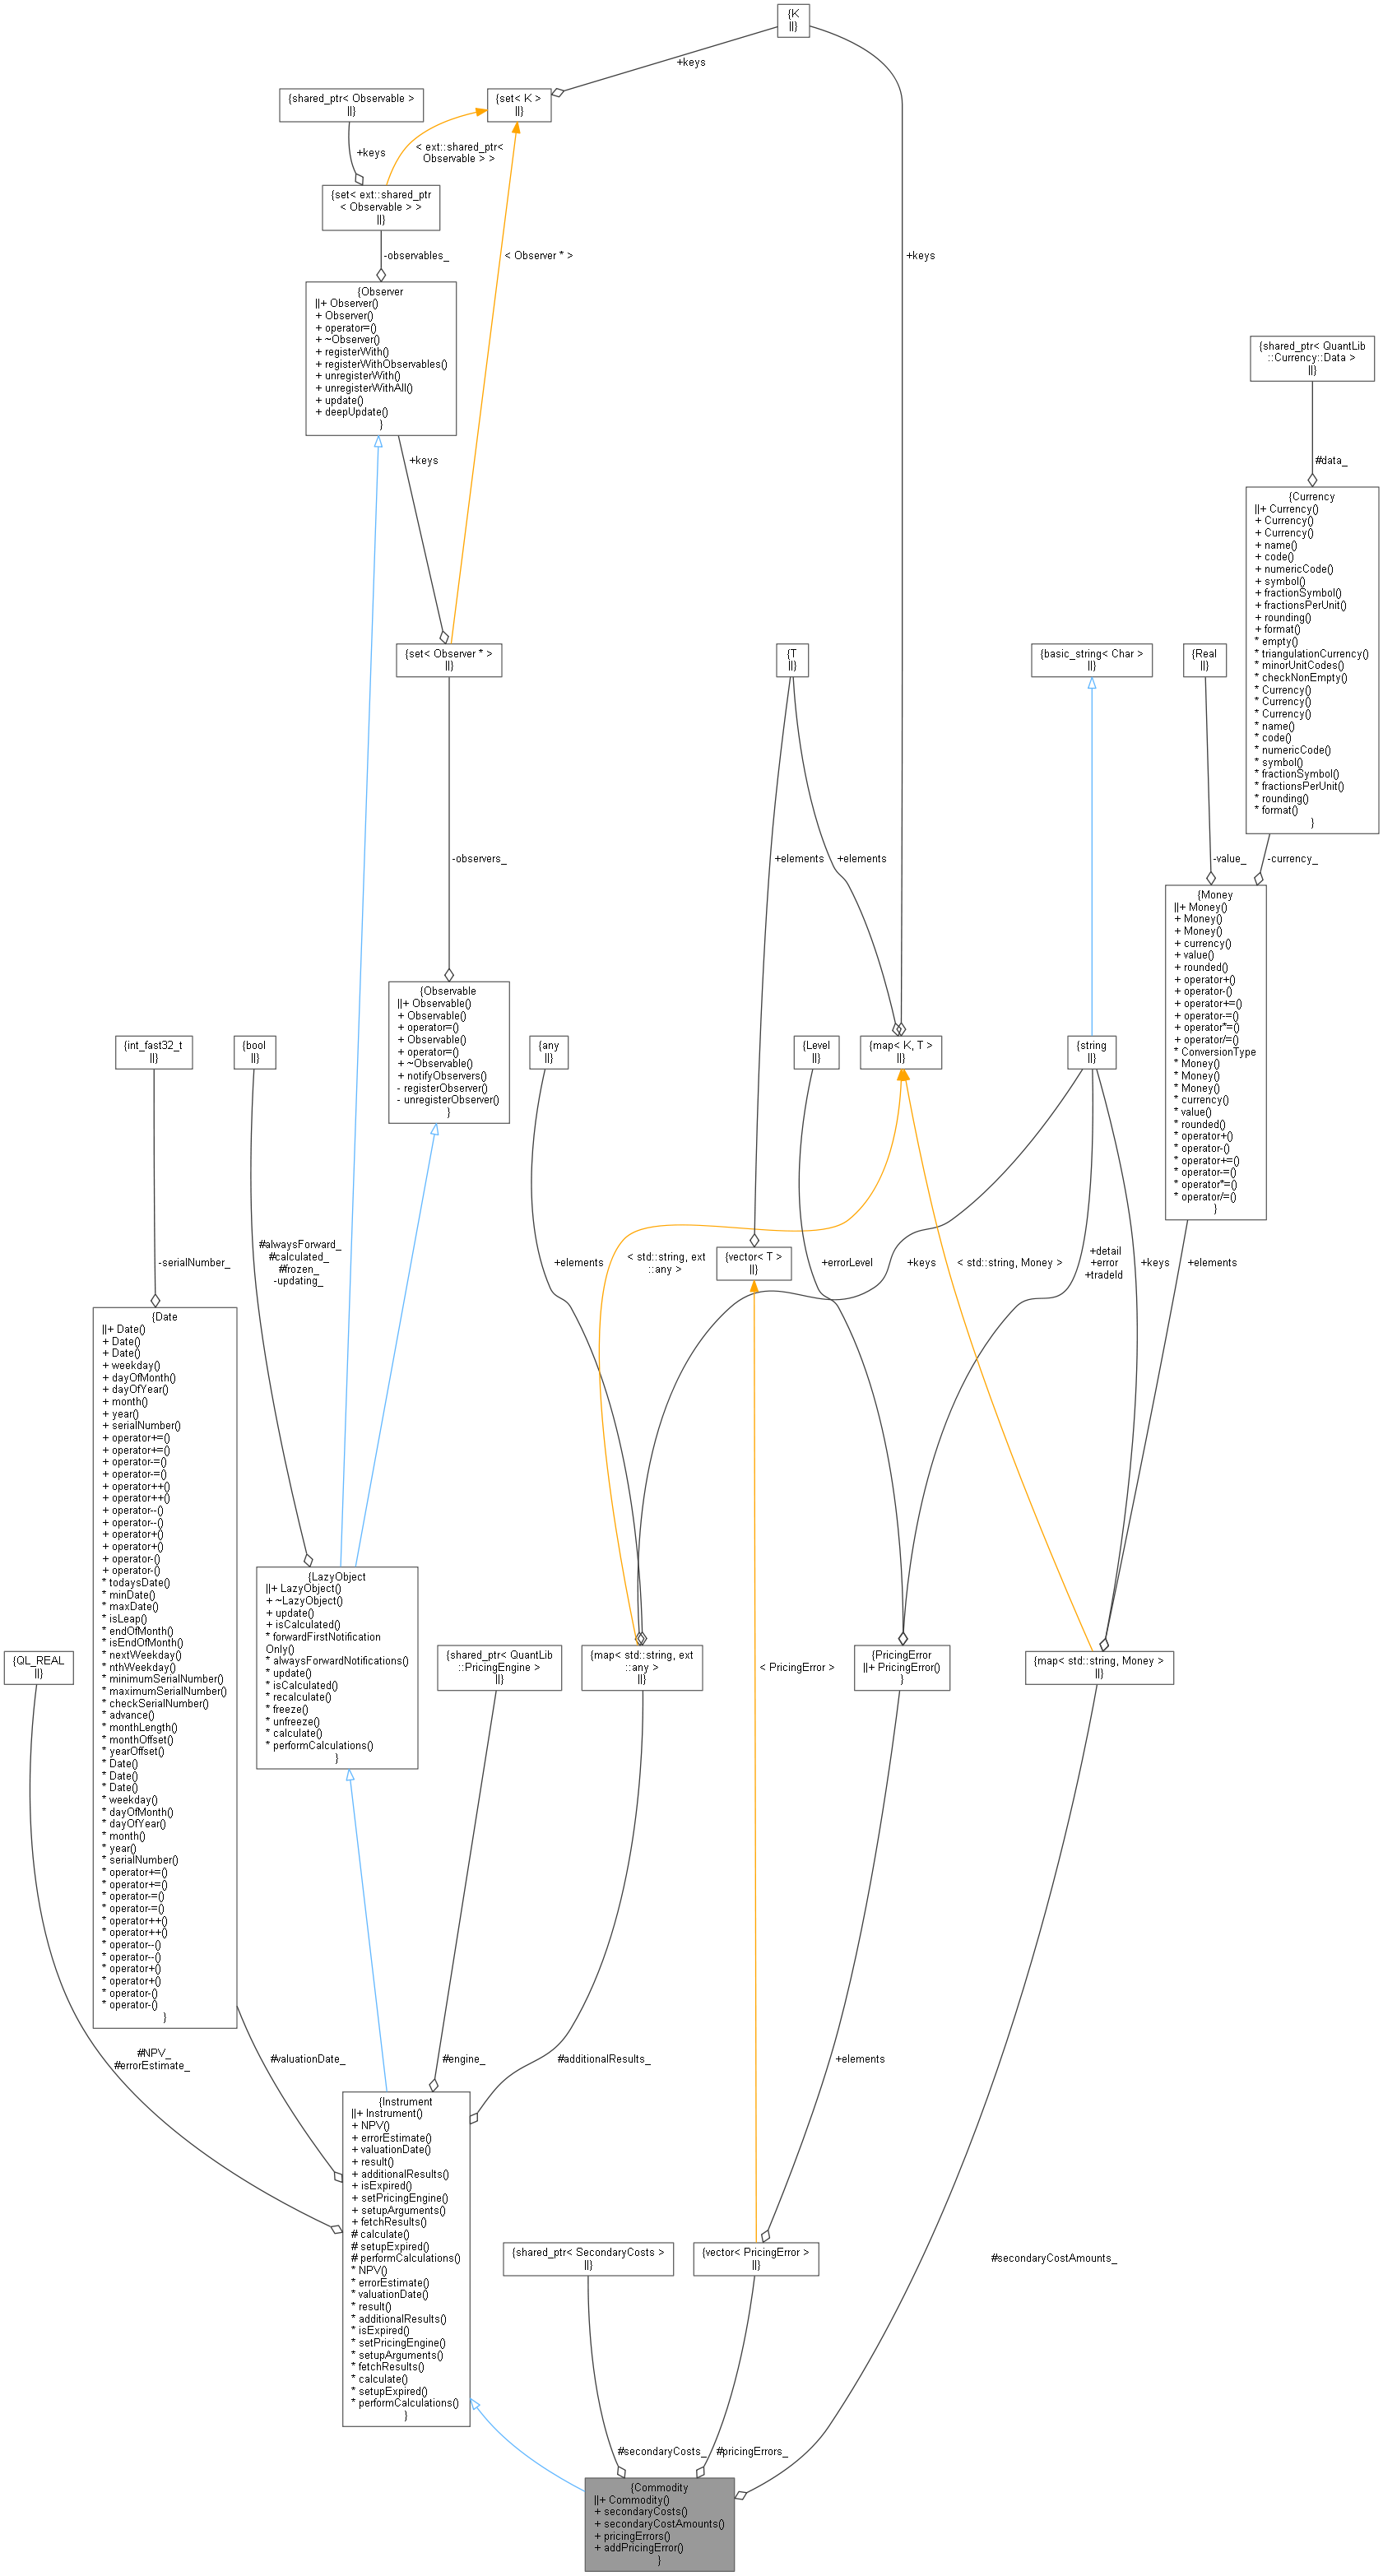 {K
||}
+keys
{shared_ptr< Observable >
||}
{set< K >
||}
+keys
< ext::shared_ptr<
Observable > >
{set< ext::shared_ptr
< Observable > >
||}
-observables_
< Observer * >
+keys
{Observer
||+ Observer()
+ Observer()
+ operator=()
+ ~Observer()
+ registerWith()
+ registerWithObservables()
+ unregisterWith()
+ unregisterWithAll()
+ update()
+ deepUpdate()
}
{shared_ptr< QuantLib
::Currency::Data >
||}
+keys
#data_
{Currency
||+ Currency()
+ Currency()
+ Currency()
+ name()
+ code()
+ numericCode()
+ symbol()
+ fractionSymbol()
+ fractionsPerUnit()
+ rounding()
+ format()
* empty()
* triangulationCurrency()
* minorUnitCodes()
* checkNonEmpty()
* Currency()
* Currency()
* Currency()
* name()
* code()
* numericCode()
* symbol()
* fractionSymbol()
* fractionsPerUnit()
* rounding()
* format()
}
{set< Observer * >
||}
{T
||}
{basic_string< Char >
||}
{Real
||}
-observers_
+elements
+elements
-value_
-currency_
{Money
||+ Money()
+ Money()
+ Money()
+ currency()
+ value()
+ rounded()
+ operator+()
+ operator-()
+ operator+=()
+ operator-=()
+ operator*=()
+ operator/=()
* ConversionType
* Money()
* Money()
* Money()
* currency()
* value()
* rounded()
* operator+()
* operator-()
* operator+=()
* operator-=()
* operator*=()
* operator/=()
}
{Observable
||+ Observable()
+ Observable()
+ operator=()
+ Observable()
+ operator=()
+ ~Observable()
+ notifyObservers()
- registerObserver()
- unregisterObserver()
}
{int_fast32_t
||}
{bool
||}
{any
||}
{Level
||}
{map< K, T >
||}
{string
||}
-serialNumber_
#alwaysForward_
#calculated_
#frozen_
-updating_
+elements
< std::string, ext
::any >
{vector< T >
||}
+errorLevel
+keys
< std::string, Money >
+detail
+error
+tradeId
+keys
+elements
{Date
||+ Date()
+ Date()
+ Date()
+ weekday()
+ dayOfMonth()
+ dayOfYear()
+ month()
+ year()
+ serialNumber()
+ operator+=()
+ operator+=()
+ operator-=()
+ operator-=()
+ operator++()
+ operator++()
+ operator--()
+ operator--()
+ operator+()
+ operator+()
+ operator-()
+ operator-()
* todaysDate()
* minDate()
* maxDate()
* isLeap()
* endOfMonth()
* isEndOfMonth()
* nextWeekday()
* nthWeekday()
* minimumSerialNumber()
* maximumSerialNumber()
* checkSerialNumber()
* advance()
* monthLength()
* monthOffset()
* yearOffset()
* Date()
* Date()
* Date()
* weekday()
* dayOfMonth()
* dayOfYear()
* month()
* year()
* serialNumber()
* operator+=()
* operator+=()
* operator-=()
* operator-=()
* operator++()
* operator++()
* operator--()
* operator--()
* operator+()
* operator+()
* operator-()
* operator-()
}
{LazyObject
||+ LazyObject()
+ ~LazyObject()
+ update()
+ isCalculated()
* forwardFirstNotification
Only()
* alwaysForwardNotifications()
* update()
* isCalculated()
* recalculate()
* freeze()
* unfreeze()
* calculate()
* performCalculations()
}
{QL_REAL
||}
{shared_ptr< QuantLib
::PricingEngine >
||}
{map< std::string, ext
::any >
||}
< PricingError >
{PricingError
||+ PricingError()
}
{map< std::string, Money >
||}
#NPV_
#errorEstimate_
#valuationDate_
#engine_
#additionalResults_
+elements
{Instrument
||+ Instrument()
+ NPV()
+ errorEstimate()
+ valuationDate()
+ result()
+ additionalResults()
+ isExpired()
+ setPricingEngine()
+ setupArguments()
+ fetchResults()
# calculate()
# setupExpired()
# performCalculations()
* NPV()
* errorEstimate()
* valuationDate()
* result()
* additionalResults()
* isExpired()
* setPricingEngine()
* setupArguments()
* fetchResults()
* calculate()
* setupExpired()
* performCalculations()
}
{shared_ptr< SecondaryCosts >
||}
{vector< PricingError >
||}
#secondaryCostAmounts_
#secondaryCosts_
#pricingErrors_
{Commodity
||+ Commodity()
+ secondaryCosts()
+ secondaryCostAmounts()
+ pricingErrors()
+ addPricingError()
}